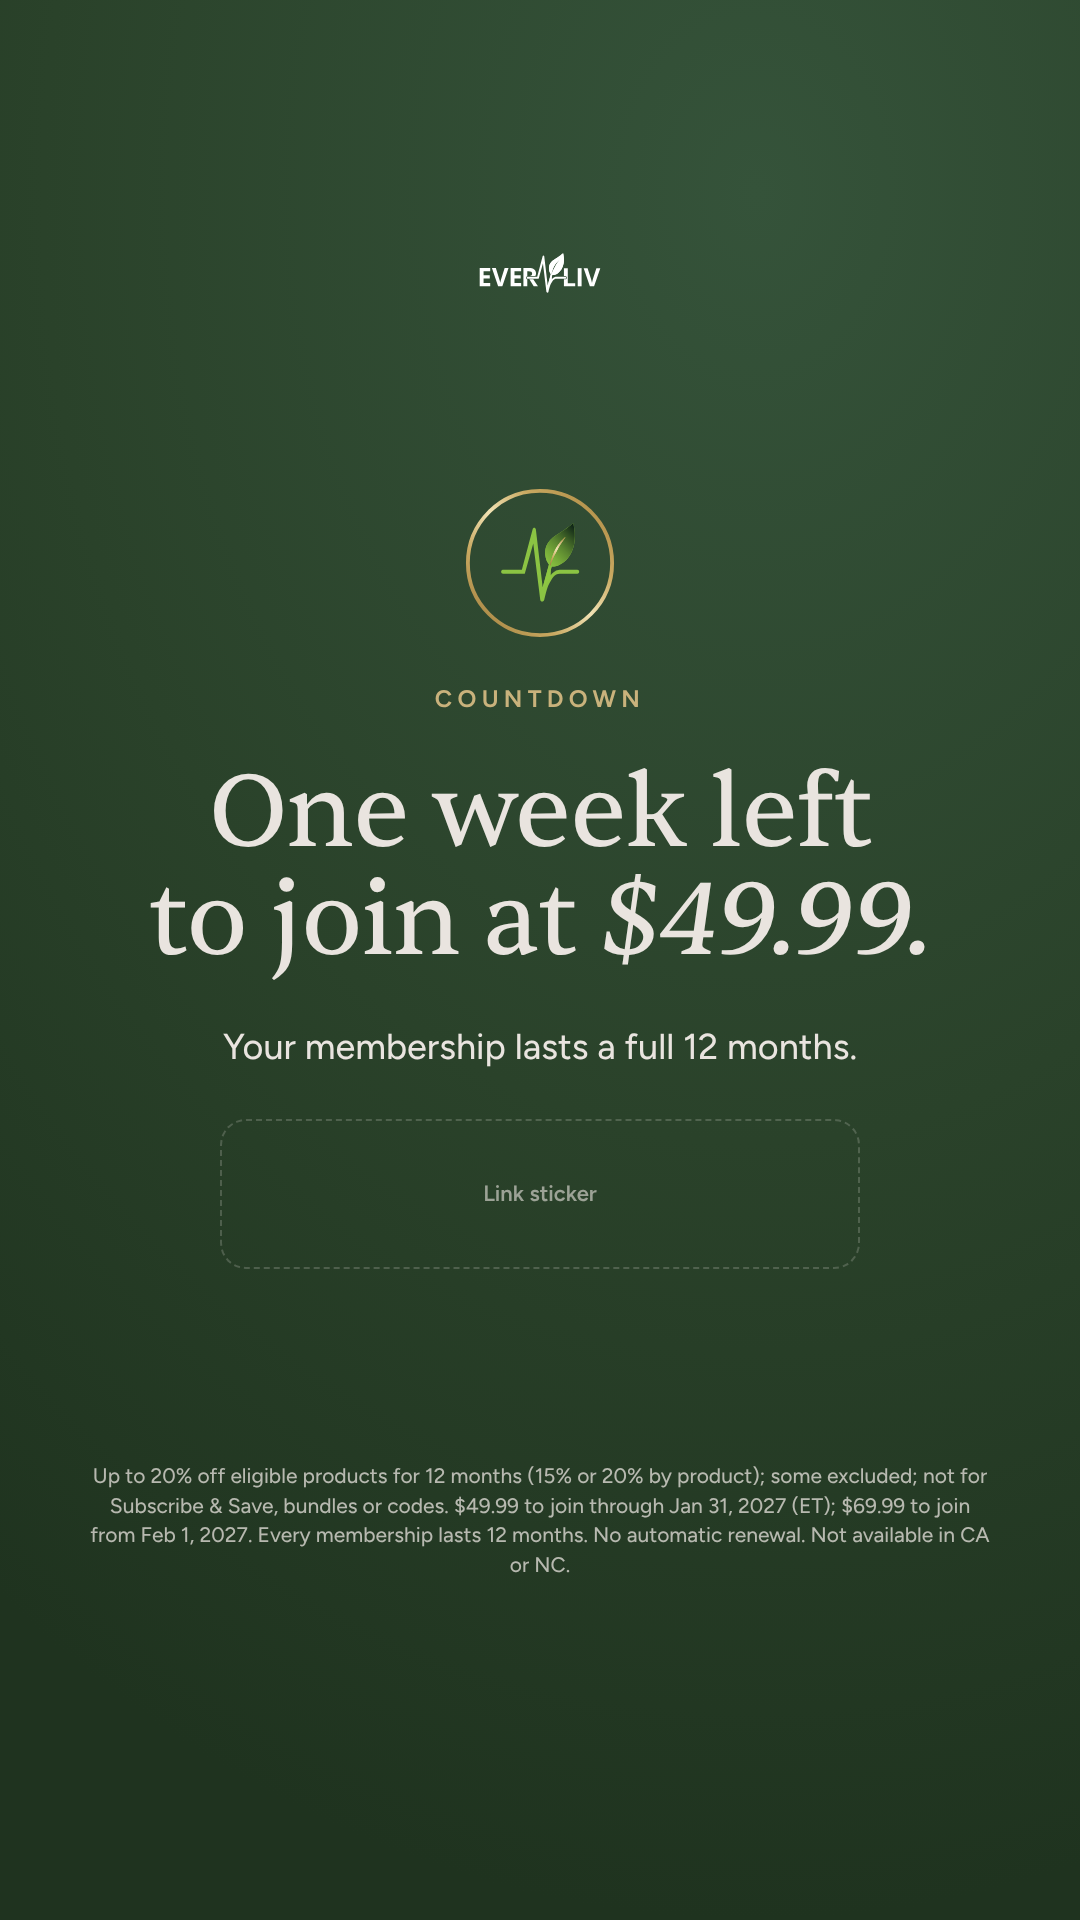 EVERLIV
COUNTDOWN
One week left
to join at $49.99.
Your membership lasts a full 12 months.
Link sticker
Up to 20% off eligible products for 12 months (15% or 20% by product); some excluded; not for
Subscribe & Save, bundles or codes. $49.99 to join through Jan 31, 2027 (ET); $69.99 to join
from Feb 1, 2027. Every membership lasts 12 months. No automatic renewal. Not available in CA
or NC.